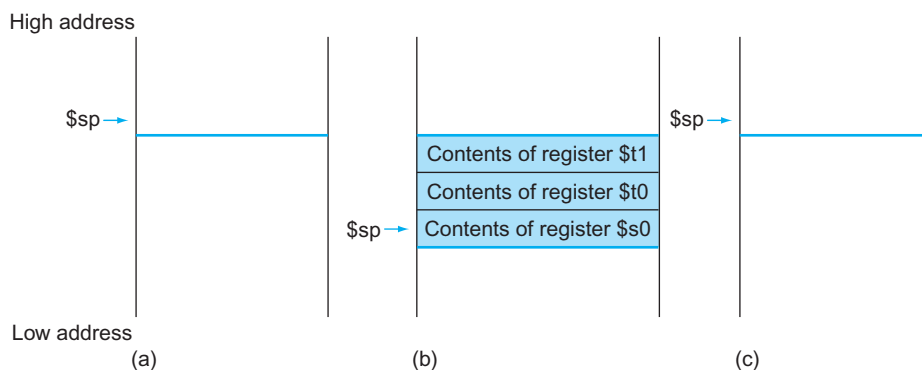 High address
$sp
$sp
Contents of register $t1
Contents of register $t0
$sp
Contents of register $s0
Low address
(a)
(b)
(c)